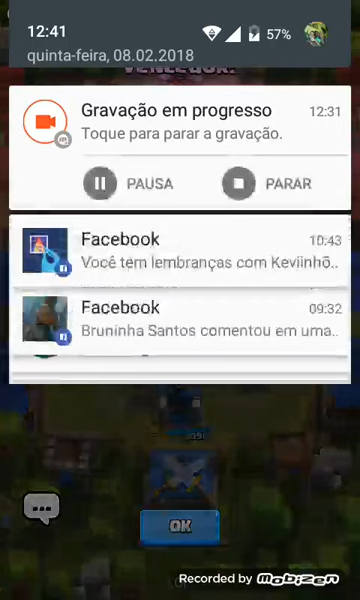 12:41
57%
quinta-feira, 08.02.2018
VENCEDOR!
Gravação em progresso
12:31
Toque para parar a gravação.
PAUSA
PARAR
Facebook
10:43
Você tem lembranças com Keviinhõ..
Facebook
09:32
Bruninha Santos comentou em uma..
OK
Recorded by Mobizen